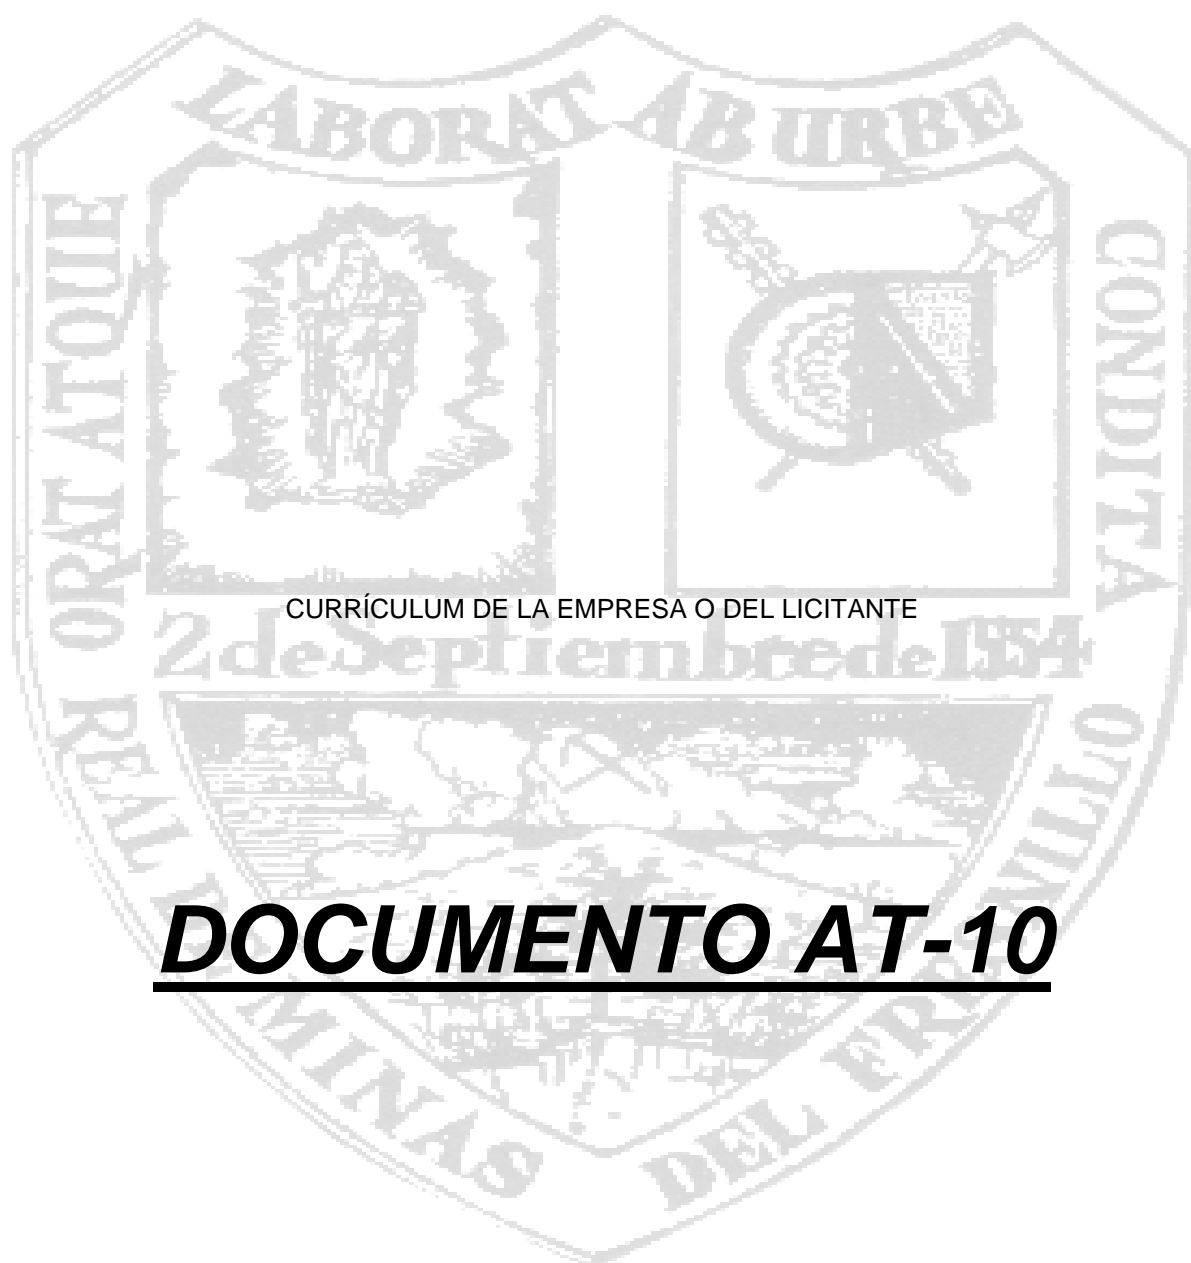 LABORAT AB URBE
CONDITA
ORAT ATQUE
CURRÍCULUM DE LA EMPRESA O DEL LICITANTE
2 de Septiembre de 1554
DOCUMENTO AT-10
REAL DE MINAS
DEL FRESNILLO